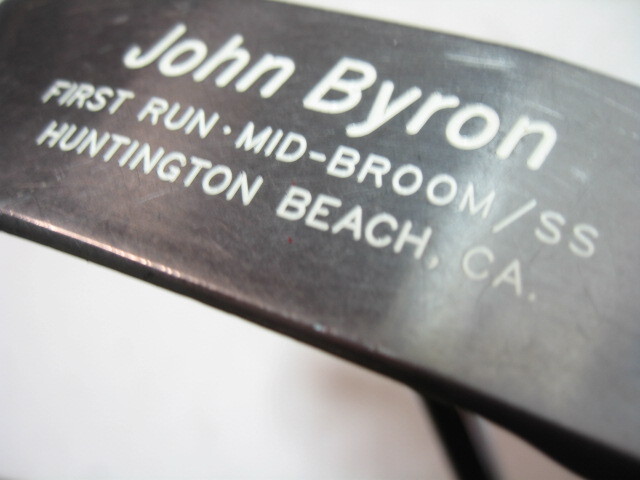 John Byron
FIRST RUN · MID-BROOM/SS
HUNTINGTON BEACH, CA.